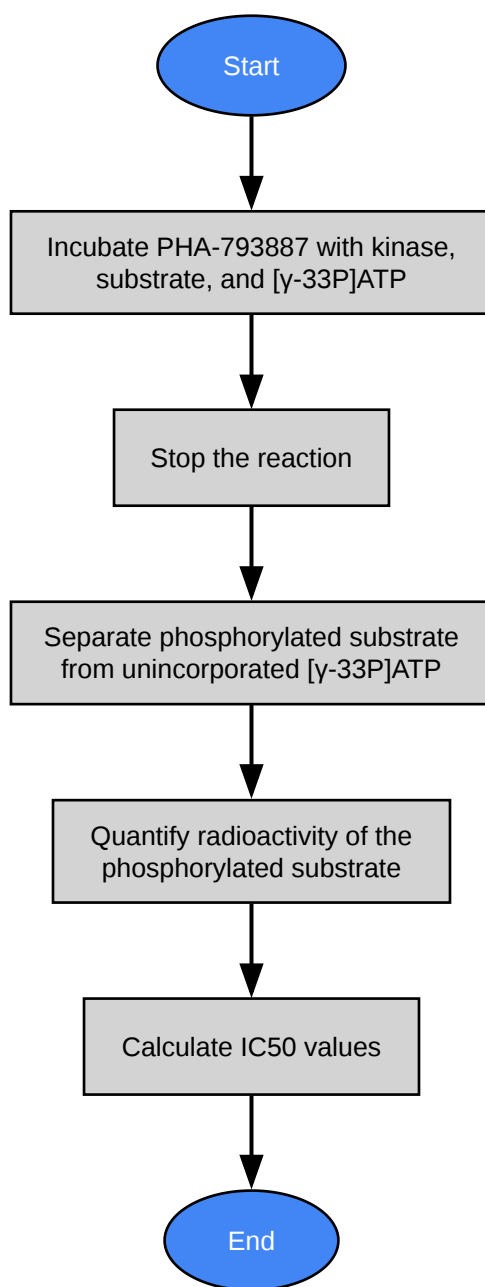 Start
Incubate PHA-793887 with kinase,
substrate, and [γ-33P]ATP
Stop the reaction
Separate phosphorylated substrate
from unincorporated [γ-33P]ATP
Quantify radioactivity of the
phosphorylated substrate
Calculate IC50 values
End